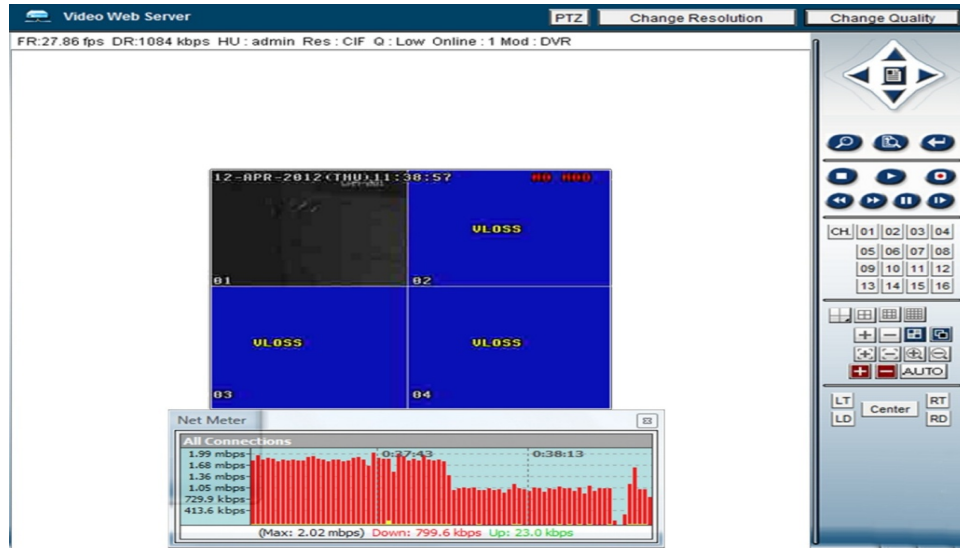 Video Web Server
PTZ
Change Resolution
Change Quality
FR:27.86 fps DR:1084 kbps HU : admin Res : CIF Q : Low Online : 1 Mod : DVR
12-APR-2012(THU)11:38:57
VLOSS
01
02
VLOSS
VLOSS
03
04
CH. 01 02 03 04
05 06 07 08
09 10 11 12
13 14 15 16
AUTO
LT
RT
Center
LD
RD
Net Meter
All Connections
1.99 mbps
0:37:43
0:38:13
1.68 mbps
1.36 mbps
1.05 mbps
729.9 kbps
413.6 kbps
(Max: 2.02 mbps) Down: 799.6 kbps Up: 23.0 kbps